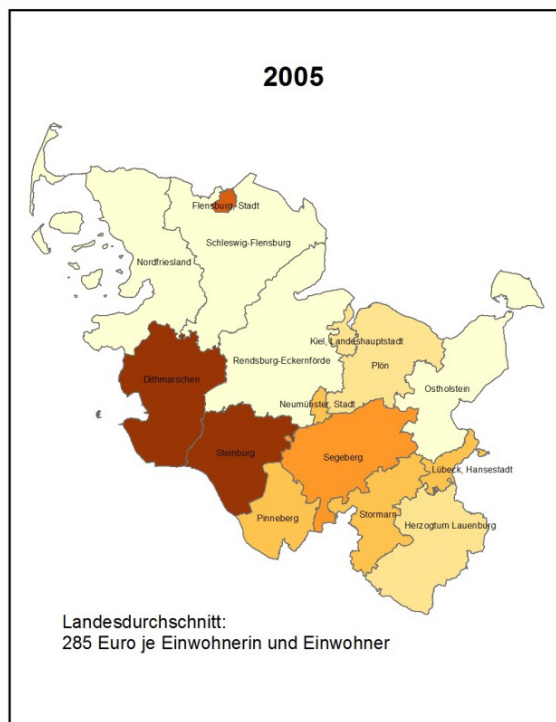 2005
Flensburg, Stadt
Schleswig-Flensburg
Nordfriesland
Kiel, Landeshauptstadt
Rendsburg-Eckernförde
Plön
Dithmarschen
Ostholstein
Neumünster, Stadt
Steinburg
Segeberg
Lübeck, Hansestadt
Pinneberg
Stormarn
Herzogtum Lauenburg
Landesdurchschnitt:
285 Euro je Einwohnerin und Einwohner